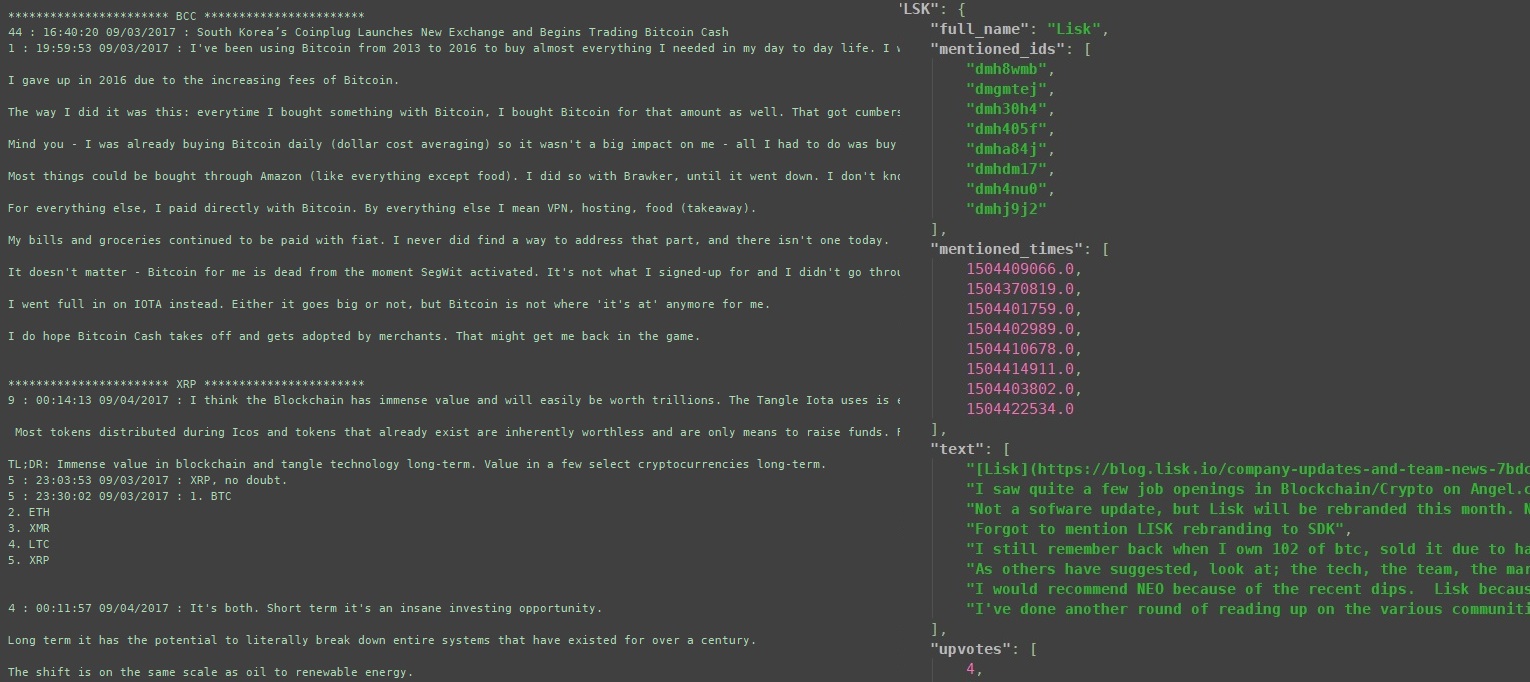 *********************** BCC ***********************
44 : 16:40:20 09/03/2017 : South Korea’s Coinplug Launches New Exchange and Begins Trading Bitcoin Cash
1 : 19:59:53 09/03/2017 : I've been using Bitcoin from 2013 to 2016 to buy almost everything I needed in my day to day life. I
I gave up in 2016 due to the increasing fees of Bitcoin.
The way I did it was this: everytime I bought something with Bitcoin, I bought Bitcoin for that amount as well. That got cumbers
Mind you - I was already buying Bitcoin daily (dollar cost averaging) so it wasn't a big impact on me - all I had to do was buy
Most things could be bought through Amazon (like everything except food). I did so with Brawker, until it went down. I don't kno
For everything else, I paid directly with Bitcoin. By everything else I mean VPN, hosting, food (takeaway).
My bills and groceries continued to be paid with fiat. I never did find a way to address that part, and there isn't one today.
It doesn't matter - Bitcoin for me is dead from the moment SegWit activated. It's not what I signed-up for and I didn't go throu
I went full in on IOTA instead. Either it goes big or not, but Bitcoin is not where 'it's at' anymore for me.
I do hope Bitcoin Cash takes off and gets adopted by merchants. That might get me back in the game.
*********************** XRP ***********************
9 : 00:14:13 09/04/2017 : I think the Blockchain has immense value and will easily be worth trillions. The Tangle Iota uses is
Most tokens distributed during Icos and tokens that already exist are inherently worthless and are only means to raise funds.
TL;DR: Immense value in blockchain and tangle technology long-term. Value in a few select cryptocurrencies long-term.
5 : 23:03:53 09/03/2017 : XRP, no doubt.
5 : 23:30:02 09/03/2017 : 1. BTC
2. ETH
3. XMR
4. LTC
5. XRP
4 : 00:11:57 09/04/2017 : It's both. Short term it's an insane investing opportunity.
Long term it has the potential to literally break down entire systems that have existed for over a century.
The shift is on the same scale as oil to renewable energy.
'LSK": {
"full_name": "Lisk",
"mentioned_ids": [
"dmh8wmb",
"dmgmtej",
"dmh30h4",
"dmh405f",
"dmha84j",
"dmhdm17",
"dmh4nu0",
"dmhj9j2"
],
"mentioned_times": [
1504409066.0,
1504370819.0,
1504401759.0,
1504402989.0,
1504410678.0,
1504414911.0,
1504403802.0,
1504422534.0
],
"text": [
"[Lisk](https://blog.lisk.io/company-updates-and-team-news-7bdc
"I saw quite a few job openings in Blockchain/Crypto on Angel.c
"Not a sofware update, but Lisk will be rebranded this month. N
"Forgot to mention LISK rebranding to SDK",
"I still remember back when I own 102 of btc, sold it due to ha
"As others have suggested, look at; the tech, the team, the mar
"I would recommend NEO because of the recent dips.  Lisk becaus
"I've done another round of reading up on the various communiti
],
"upvotes": [
4,